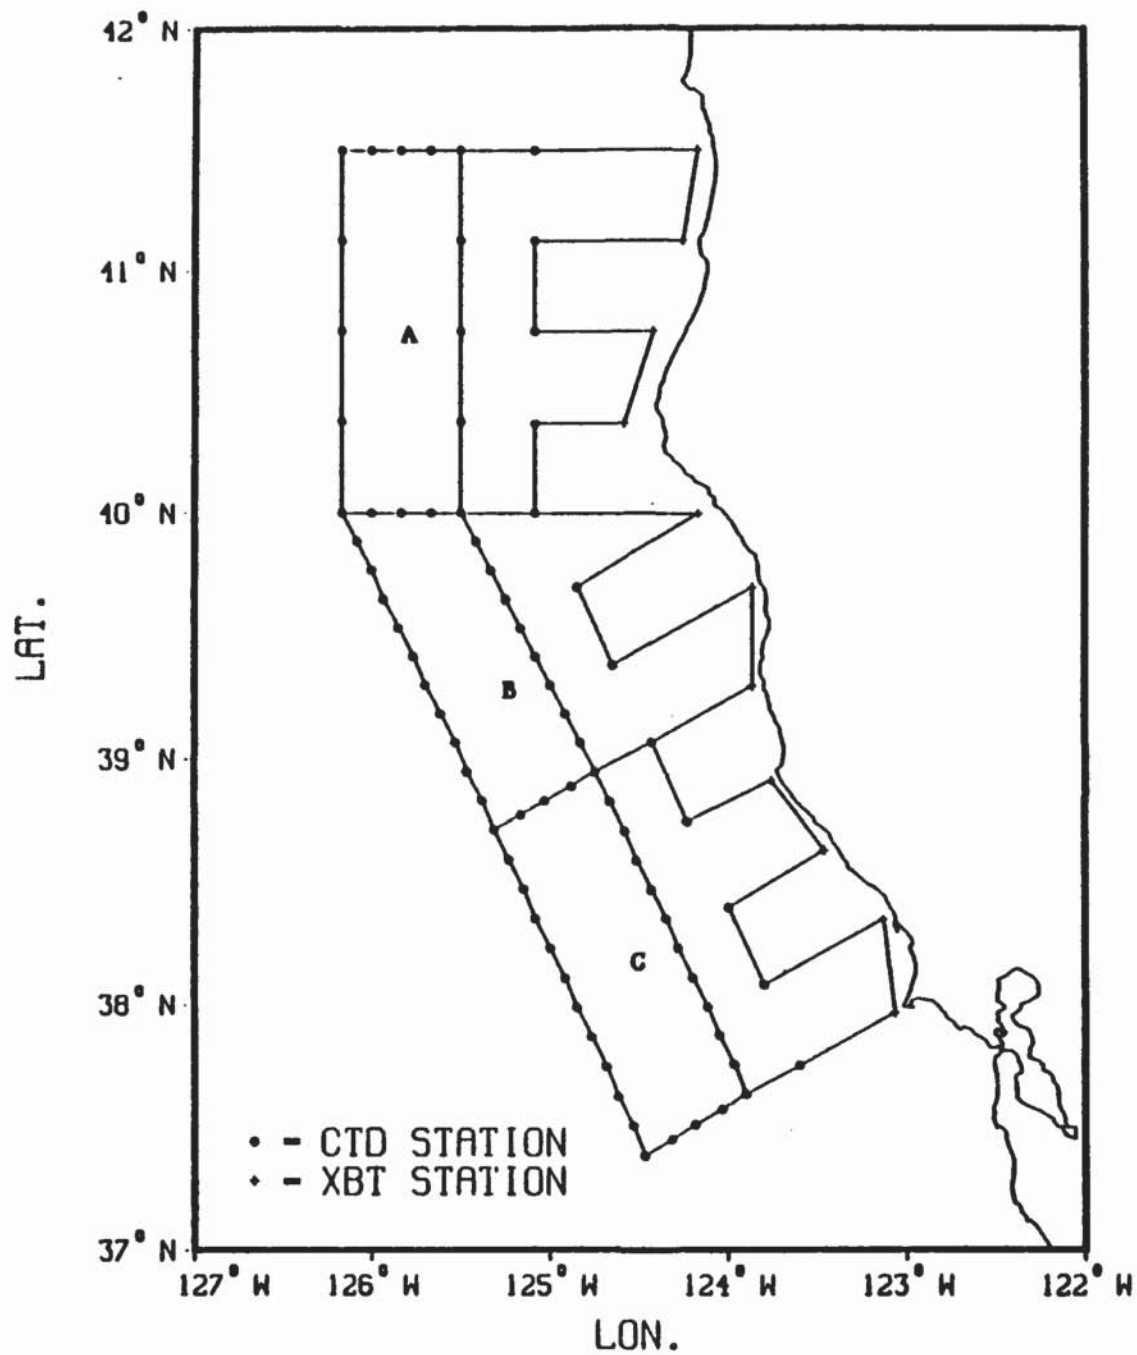 42° N
41° N
40° N
39° N
38° N
37° N
LAT.
A
B
C
• - CTD STATION
+ - XBT STATION
127° W 126° W 125° W 124° W 123° W 122° W
LON.